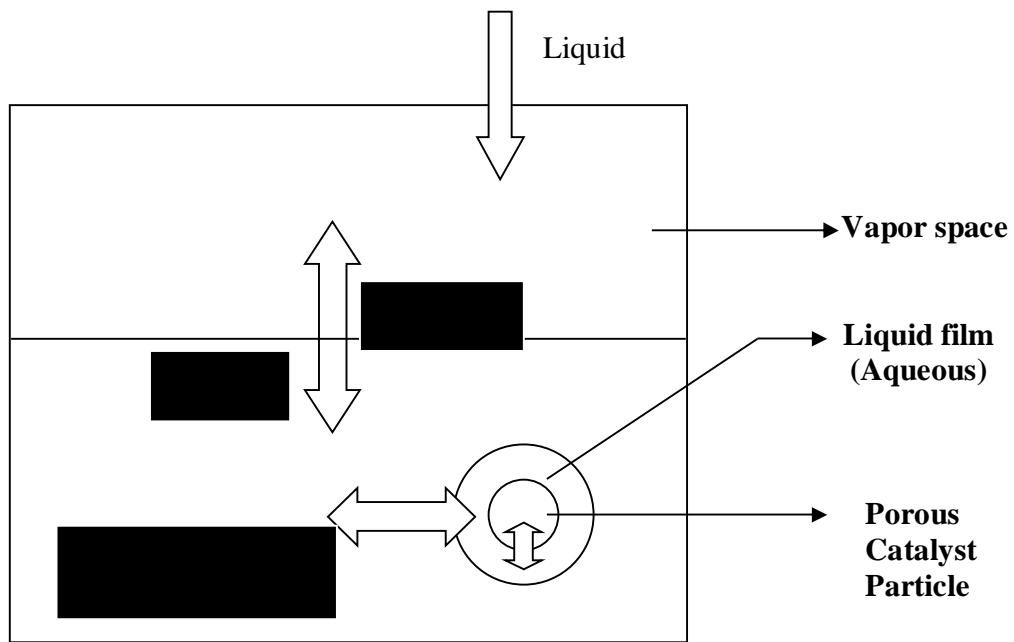 Liquid
Vapor space
Liquid film
(Aqueous)
Porous
Catalyst
Particle